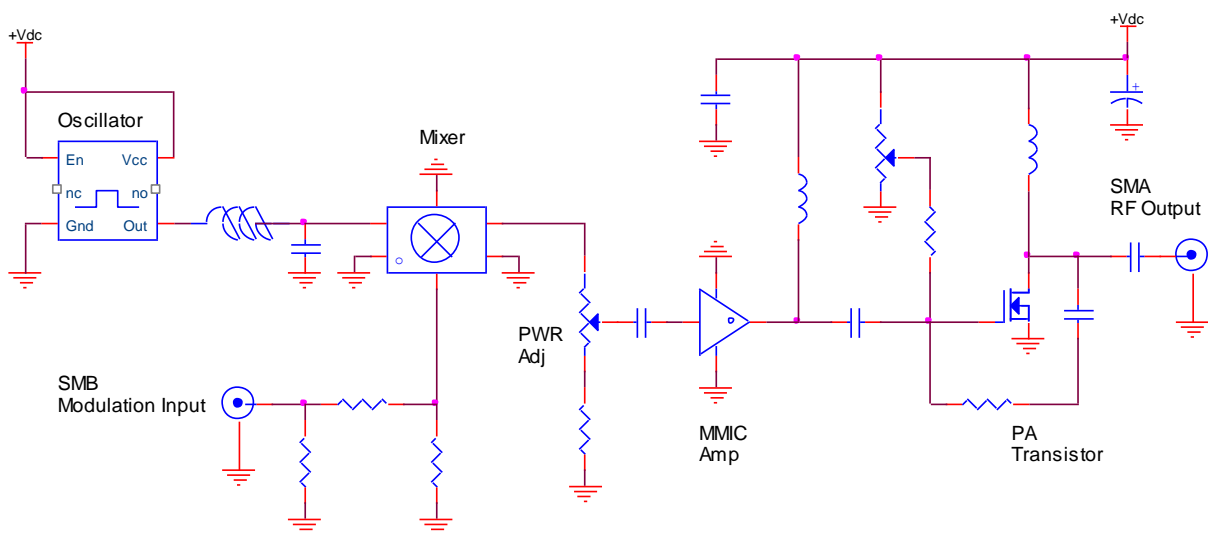 +Vdc
+Vdc
Oscillator
En
Vcc
nc
no
Gnd
Out
Mixer
+
SMA
RF Output
PWR
Adj
SMB
Modulation Input
MMIC
Amp
PA
Transistor